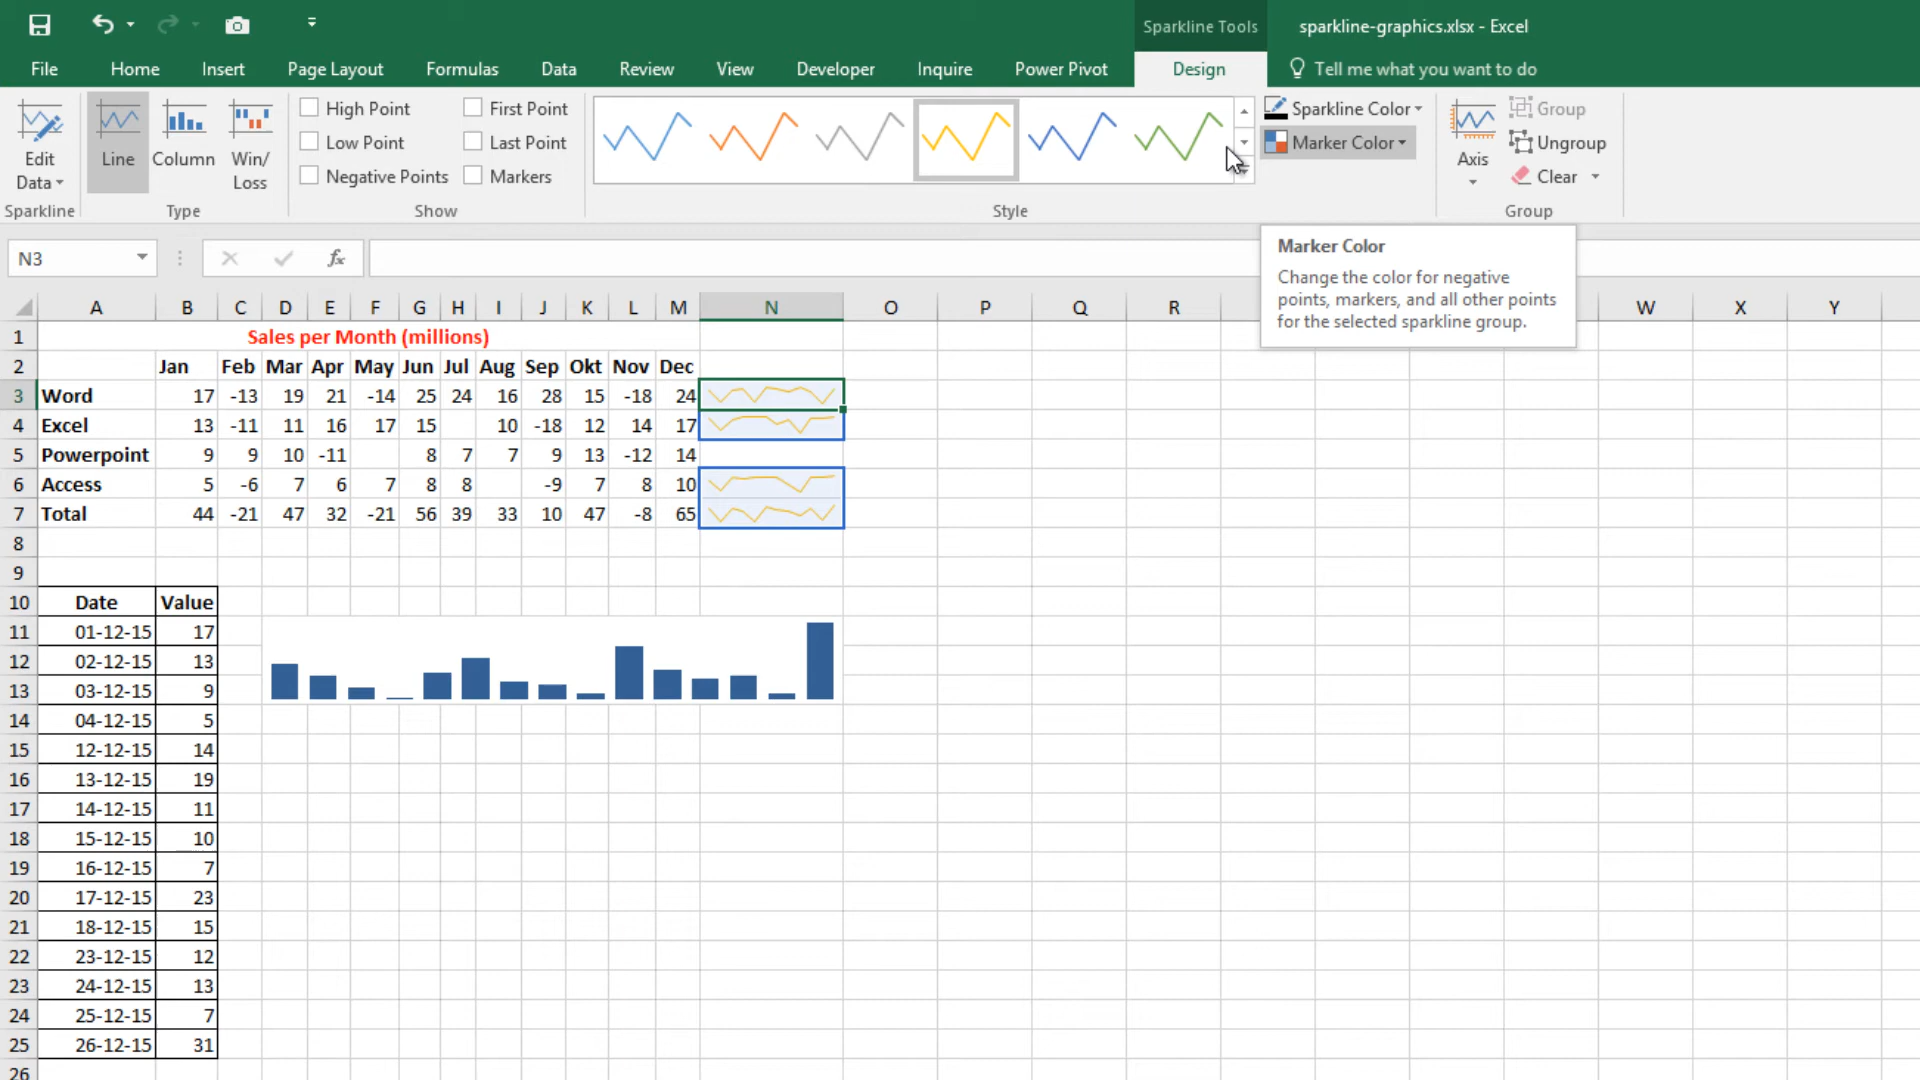 Sparkline Tools
sparkline-graphics.xlsx - Excel
File Home Insert Page Layout Formulas Data Review View Developer Inquire Power Pivot Design Tell me what you want to do
Edit
Data
Sparkline
Line
Column
Win/
Loss
Type
High Point
First Point
Low Point
Last Point
Negative Points
Markers
Show
Style
Sparkline Color
Marker Color
Axis
Group
Ungroup
Clear
Group
N3
fx
Marker Color
Change the color for negative
points, markers, and all other points
for the selected sparkline group.
A B C D E F G H I J K L M N O P Q R W X Y
1 Sales per Month (millions)
2 Jan Feb Mar Apr May Jun Jul Aug Sep Okt Nov Dec
3 Word 17 -13 19 21 -14 25 24 16 28 15 -18 24
4 Excel 13 -11 11 16 17 15 10 -18 12 14 17
5 Powerpoint 9 9 10 -11 8 7 7 9 13 -12 14
6 Access 5 -6 7 6 7 8 8 -9 7 8 10
7 Total 44 -21 47 32 -21 56 39 33 10 47 -8 65
8
9
10 Date Value
11 01-12-15 17
12 02-12-15 13
13 03-12-15 9
14 04-12-15 5
15 12-12-15 14
16 13-12-15 19
17 14-12-15 11
18 15-12-15 10
19 16-12-15 7
20 17-12-15 23
21 18-12-15 15
22 23-12-15 12
23 24-12-15 13
24 25-12-15 7
25 26-12-15 31
26